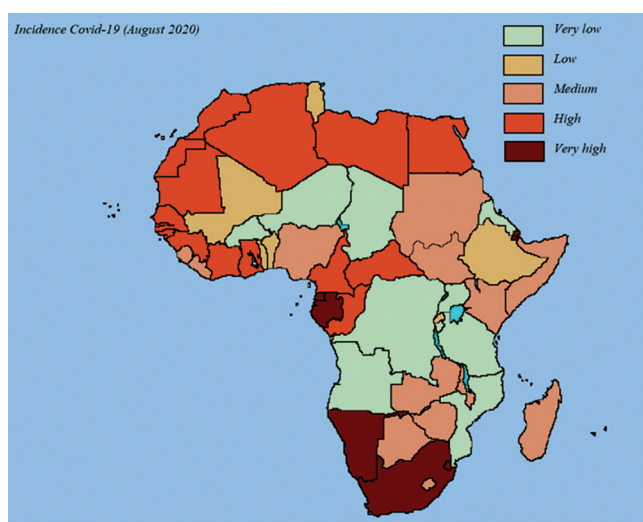 Incidence Covid-19 (August 2020)
Very low
Low
Medium
High
Very high